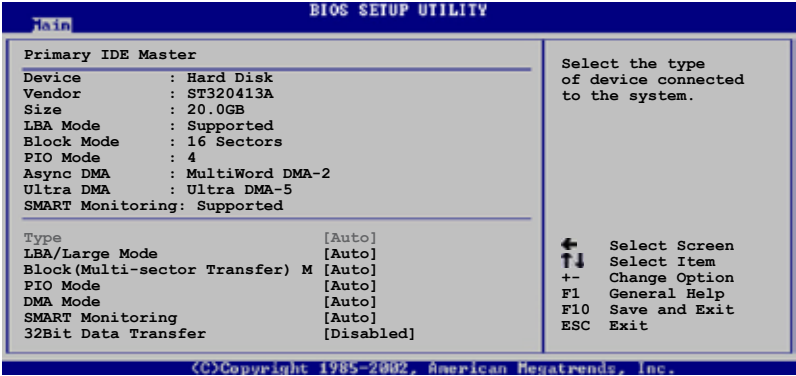 BIOS SETUP UTILITY
Main
Primary IDE Master
Device : Hard Disk
Vendor : ST320413A
Size : 20.0GB
LBA Mode : Supported
Block Mode : 16 Sectors
PIO Mode : 4
Async DMA : MultiWord DMA-2
Ultra DMA : Ultra DMA-5
SMART Monitoring: Supported
Type [Auto]
LBA/Large Mode [Auto]
Block(Multi-sector Transfer) M [Auto]
PIO Mode [Auto]
DMA Mode [Auto]
SMART Monitoring [Auto]
32Bit Data Transfer [Disabled]
Select the type
of device connected
to the system.
← Select Screen
↑↓ Select Item
+- Change Option
F1 General Help
F10 Save and Exit
ESC Exit
(C)Copyright 1985-2002, American Megatrends, Inc.